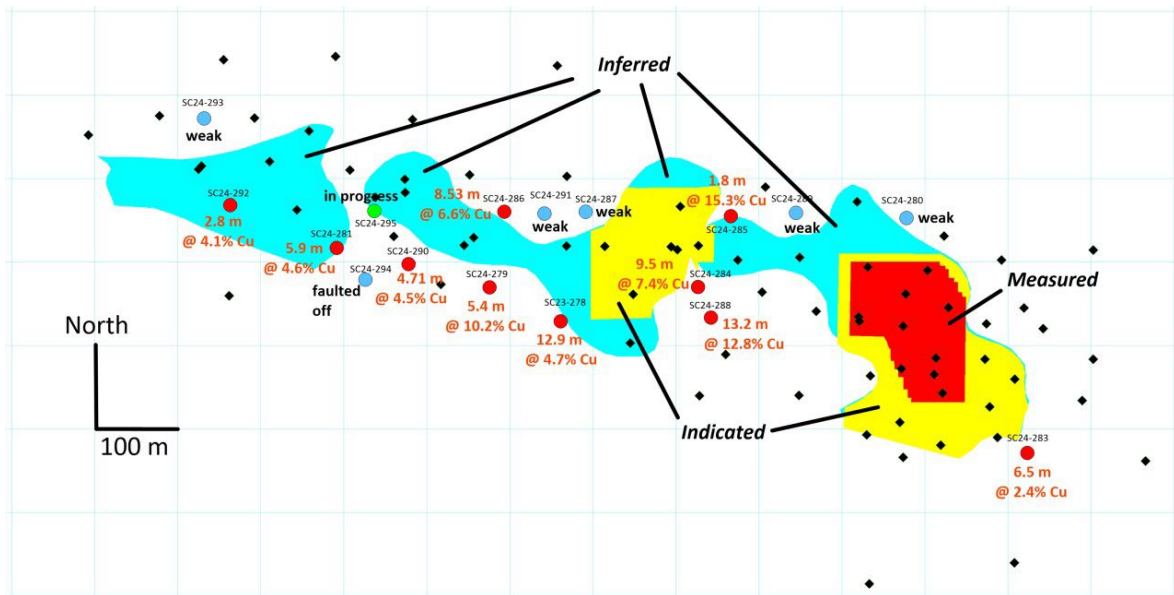 Inferred
SC24-293
weak
SC24-292
2.8 m
@ 4.1% Cu
SC24-281
5.9 m
@ 4.6% Cu
in progress
SC24-295
SC24-294
faulted
off
SC24-290
4.71 m
@ 4.5% Cu
8.53 m
@ 6.6% Cu
SC24-286
SC24-279
5.4 m
@ 10.2% Cu
SC24-291
weak
SC24-287
weak
SC23-278
12.9 m
@ 4.7% Cu
1.8 m
@ 15.3% Cu
SC24-285
9.5 m
@ 7.4% Cu
SC24-284
SC24-288
13.2 m
@ 12.8% Cu
weak
SC24-280
weak
Measured
North
100 m
Indicated
SC24-283
6.5 m
@ 2.4% Cu